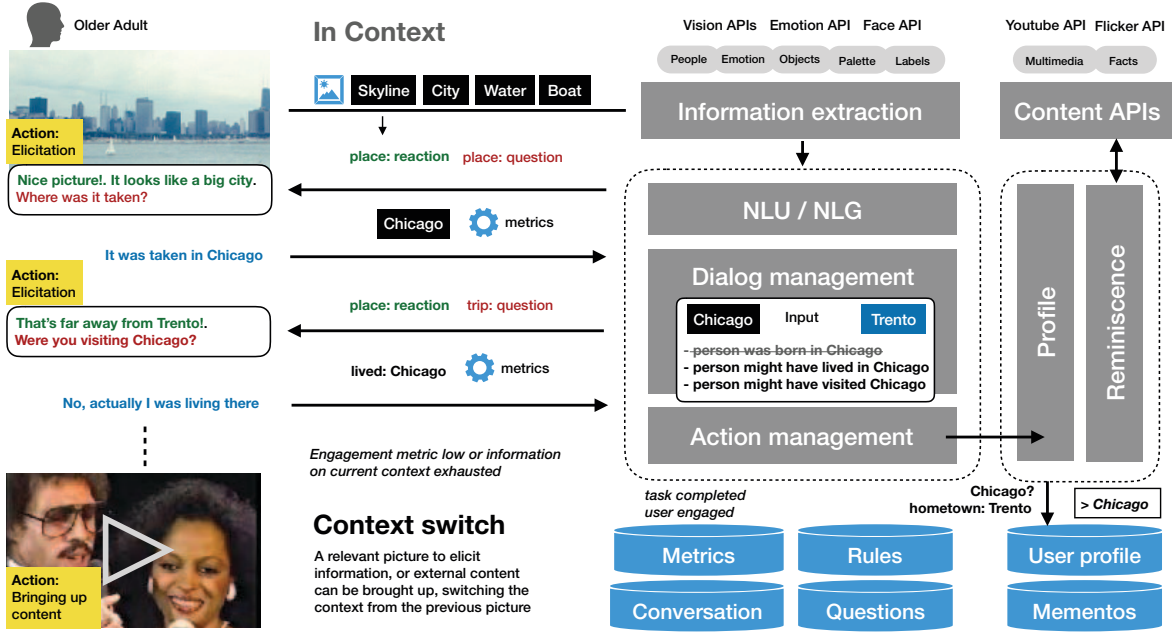 Older Adult
Action:
Elicitation
Nice picture!. It looks like a big city.
Where was it taken?
It was taken in Chicago
Action:
Elicitation
That's far away from Trento!.
Were you visiting Chicago?
No, actually I was living there
Action:
Bringing up
content
In Context
Skyline
City
Water
Boat
place: reaction
place: question
Chicago
metrics
place: reaction
trip: question
lived: Chicago
metrics
Engagement metric low or information
on current context exhausted
Context switch
A relevant picture to elicit
information, or external content
can be brought up, switching the
context from the previous picture
Vision APIs
Emotion API
Face API
People
Emotion
Objects
Palette
Labels
Information extraction
NLU / NLG
Dialog management
Chicago
Input
Trento
- person was born in Chicago
- person might have lived in Chicago
- person might have visited Chicago
Action management
task completed
user engaged
Metrics
Rules
Conversation
Questions
Youtube API
Flicker API
Multimedia
Facts
Content APIs
Profile
Reminiscence
Chicago?
hometown: Trento
> Chicago
User profile
Mementos